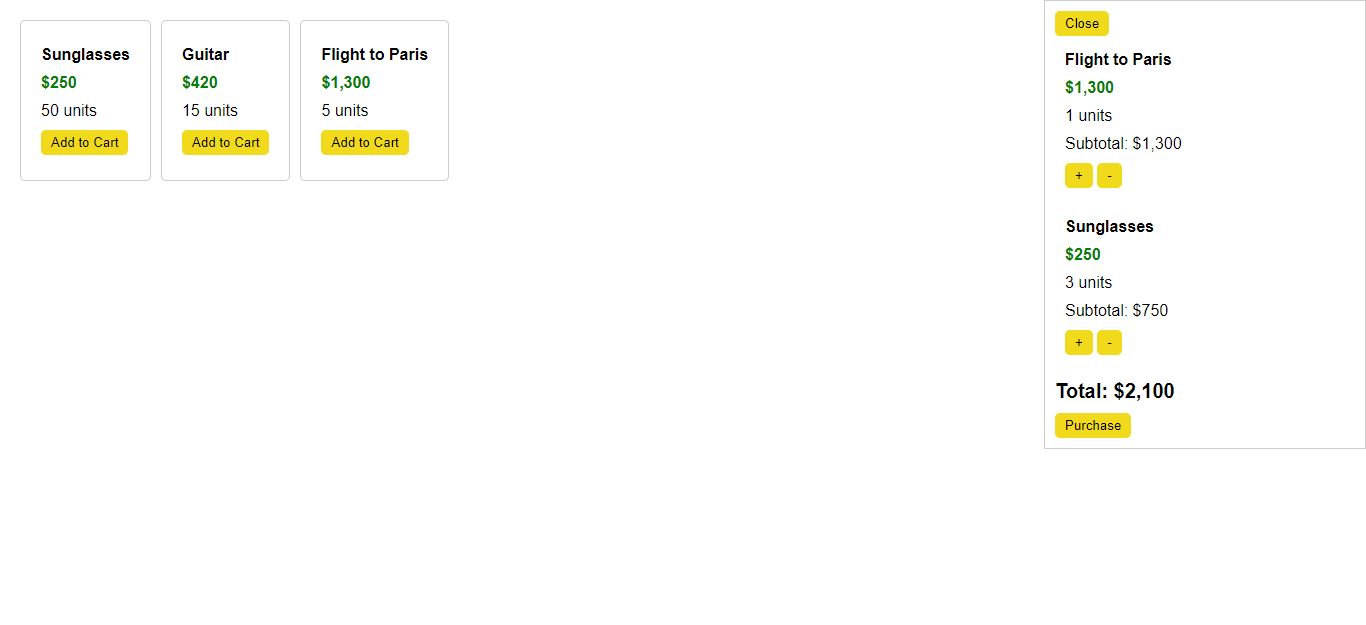 Sunglasses
$250
50 units
Add to Cart
Guitar
$420
15 units
Add to Cart
Flight to Paris
$1,300
5 units
Add to Cart
Close
Flight to Paris
$1,300
1 units
Subtotal: $1,300
+ -
Sunglasses
$250
3 units
Subtotal: $750
+ -
Total: $2,100
Purchase